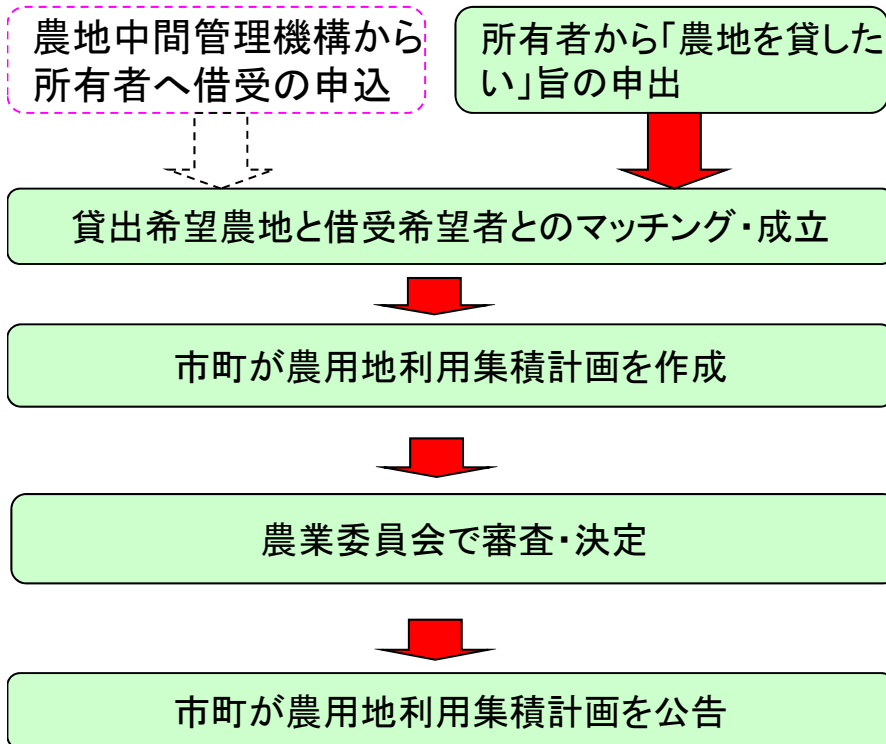 農地中間管理機構から
所有者へ借受の申込
所有者から「農地を貸した
い」旨の申出
貸出希望農地と借受希望者とのマッチング・成立
市町が農用地利用集積計画を作成
農業委員会で審査・決定
市町が農用地利用集積計画を公告